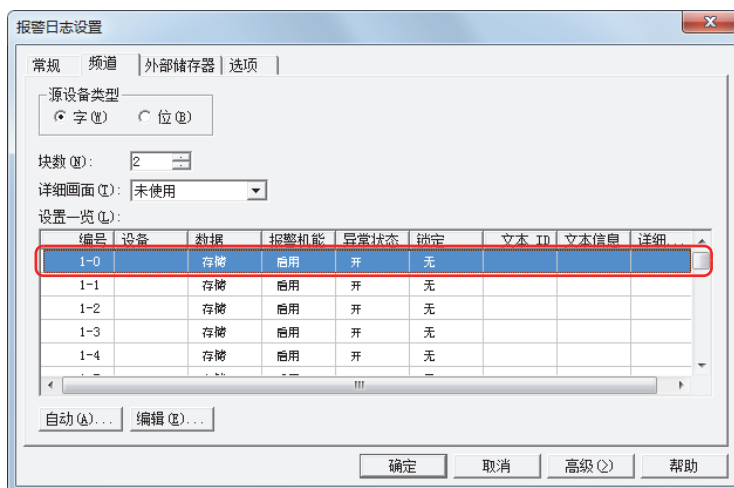 报警日志设置
常规 频道 外部储存器 选项
源设备类型
字(W) 位(B)
块数(N): 2
详细画面(T): 未使用
设置一览(L):
编号 设备 数据 报警机能 异常状态 锁定 文本 ID 文本信息 详细...
1-0 存储 启用 开 无
1-1 存储 启用 开 无
1-2 存储 启用 开 无
1-3 存储 启用 开 无
1-4 存储 启用 开 无
自动(A)... 编辑(E)...
确定 取消 高级(>) 帮助